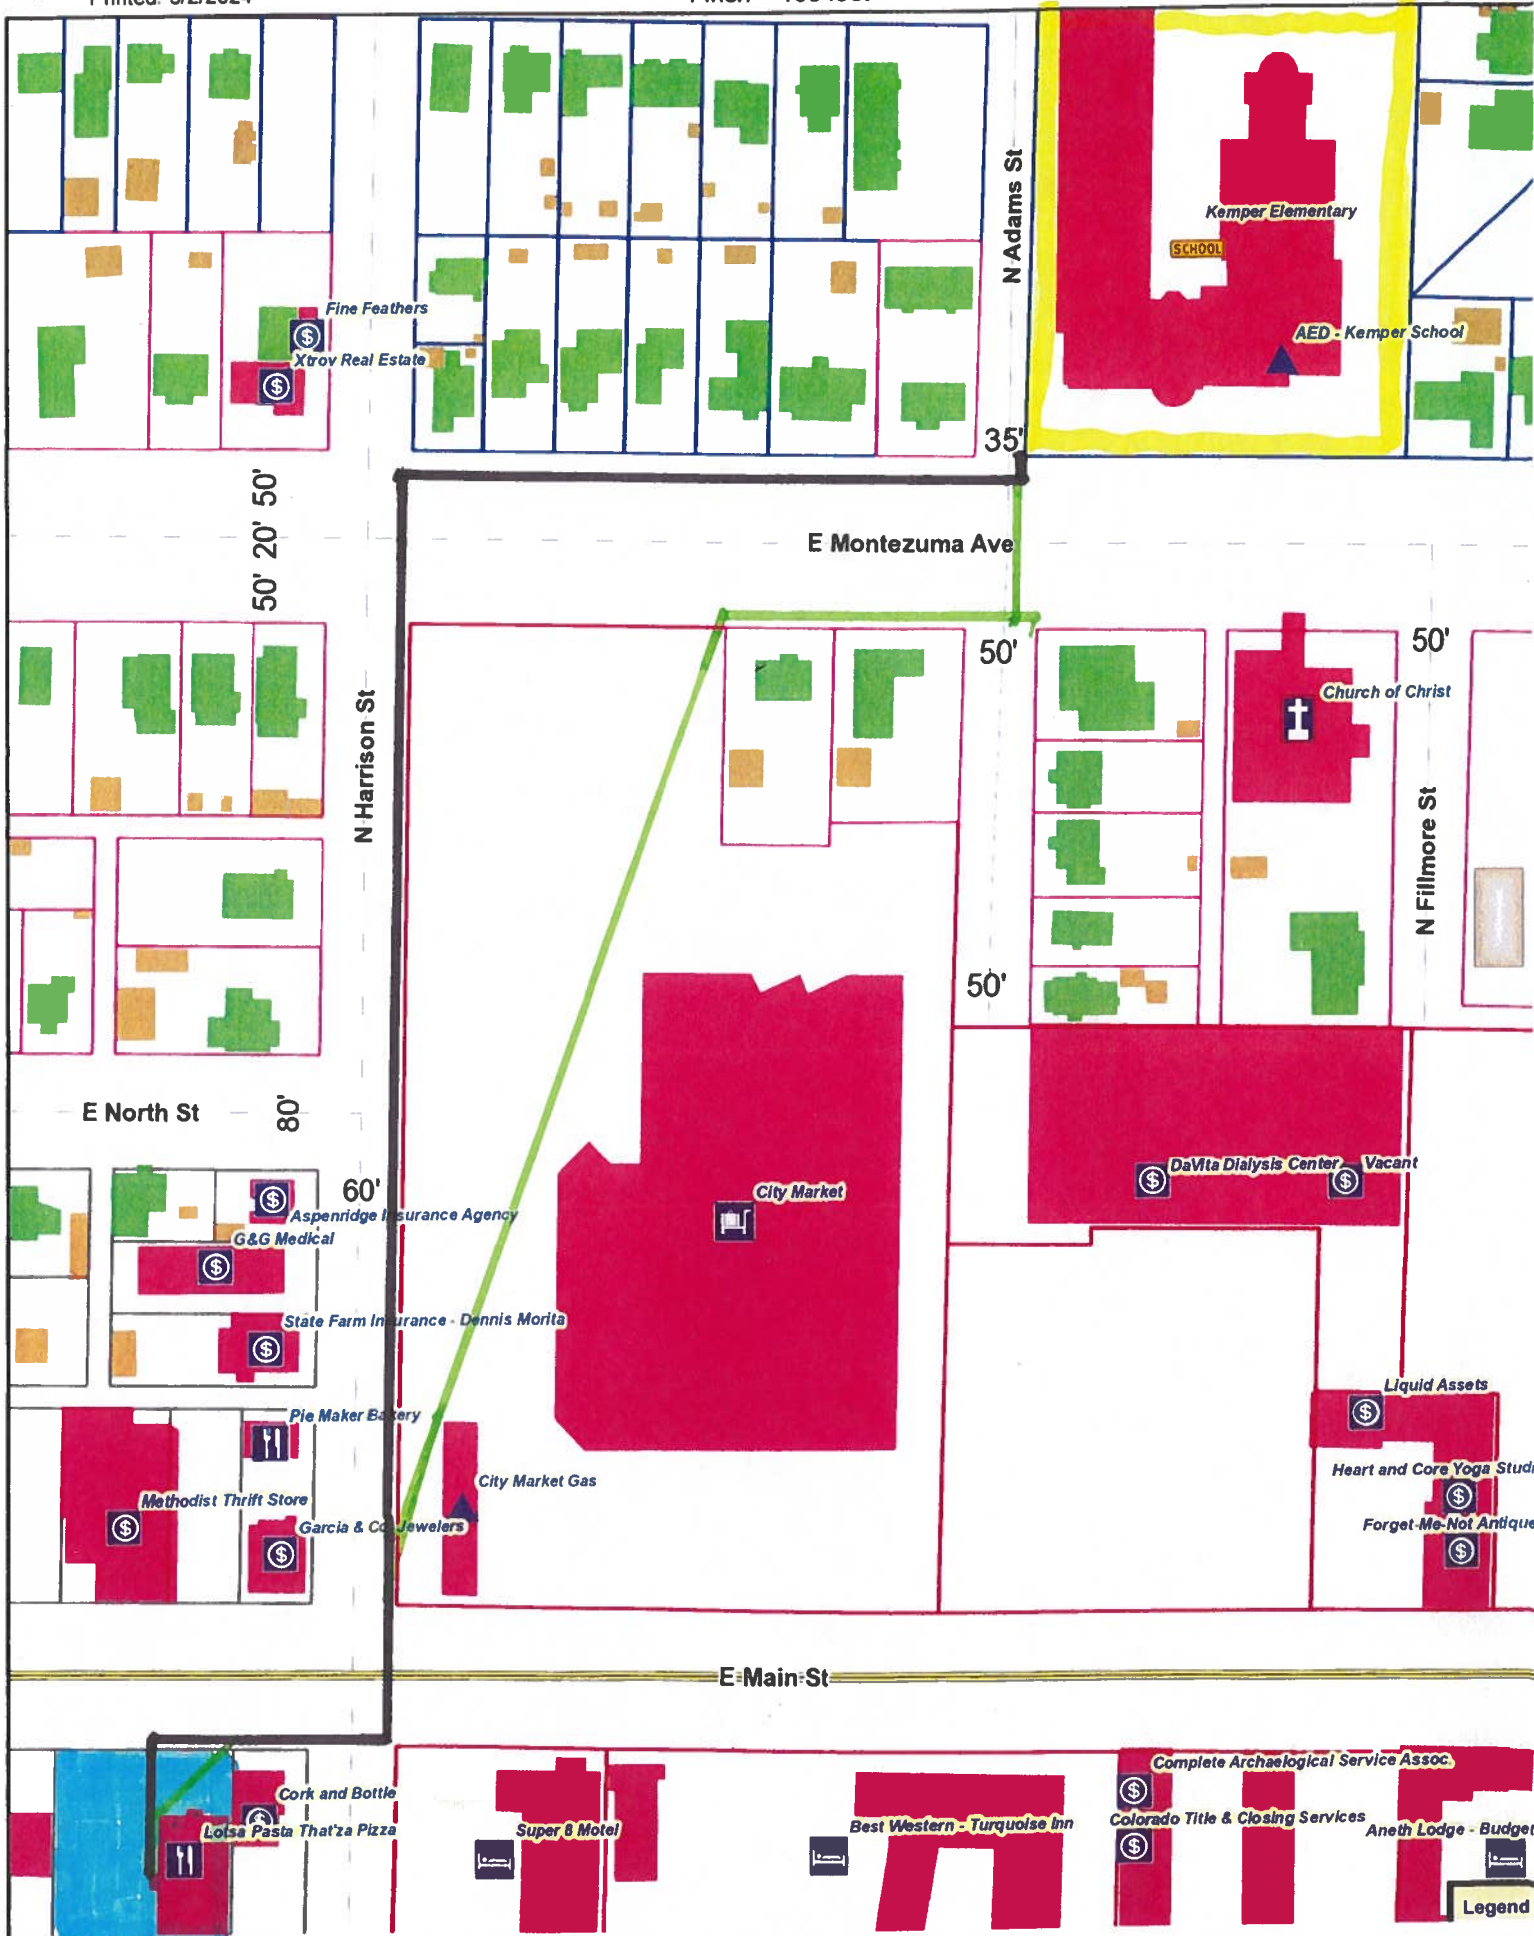 Printed: 3/2/2024
N Adams St
Kemper Elementary
SCHOOL
Fine Feathers
AED - Kemper School
Xtrov Real Estate
35'
50' 20' 50'
E Montezuma Ave
50'
50'
Church of Christ
N Harrison St
N Fillmore St
50'
E North St
80'
60'
City Market
DaVita Dialysis Center
Vacant
Aspenridge Insurance Agency
G&G Medical
State Farm Insurance - Dennis Morita
Liquid Assets
Pie Maker Bakery
City Market Gas
Heart and Core Yoga Studi
Methodist Thrift Store
Garcia & Co Jewelers
Forget-Me-Not Antique
E Main St
Complete Archaelogical Service Assoc.
Cork and Bottle
Lotsa Pasta That'za Pizza
Super 8 Motel
Best Western - Turquoise Inn
Colorado Title & Closing Services
Aneth Lodge - Budget
Legend